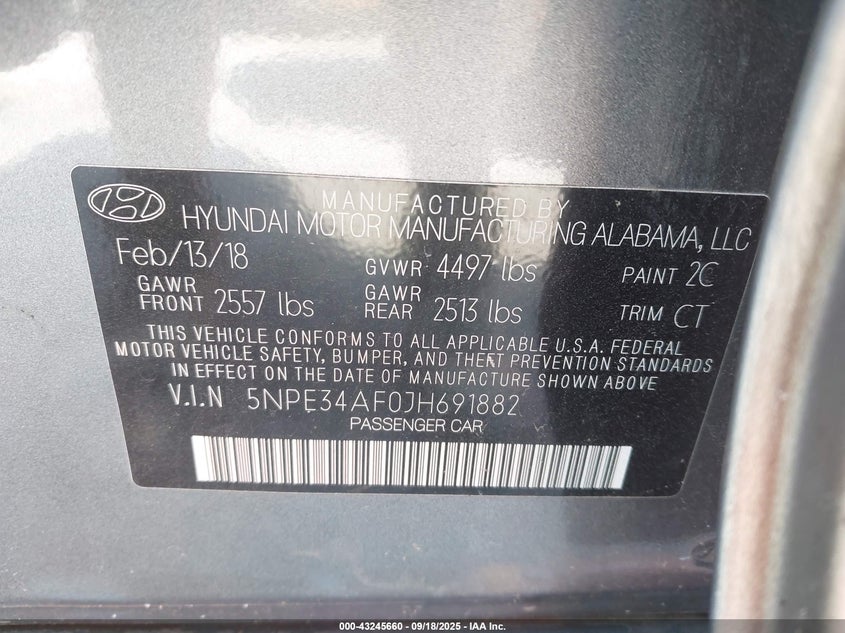 MANUFACTURED BY
HYUNDAI MOTOR MANUFACTURING ALABAMA, LLC
Feb/13/18 GVWR 4497 lbs PAINT 2C
GAWR FRONT 2557 lbs GAWR REAR 2513 lbs TRIM CT
THIS VEHICLE CONFORMS TO ALL APPLICABLE U.S.A. FEDERAL
MOTOR VEHICLE SAFETY, BUMPER, AND THEFT PREVENTION STANDARDS
IN EFFECT ON THE DATE OF MANUFACTURE SHOWN ABOVE
V.I.N 5NPE34AF0JH691882
PASSENGER CAR
000-43245660 - 09/18/2025 - IAA Inc.